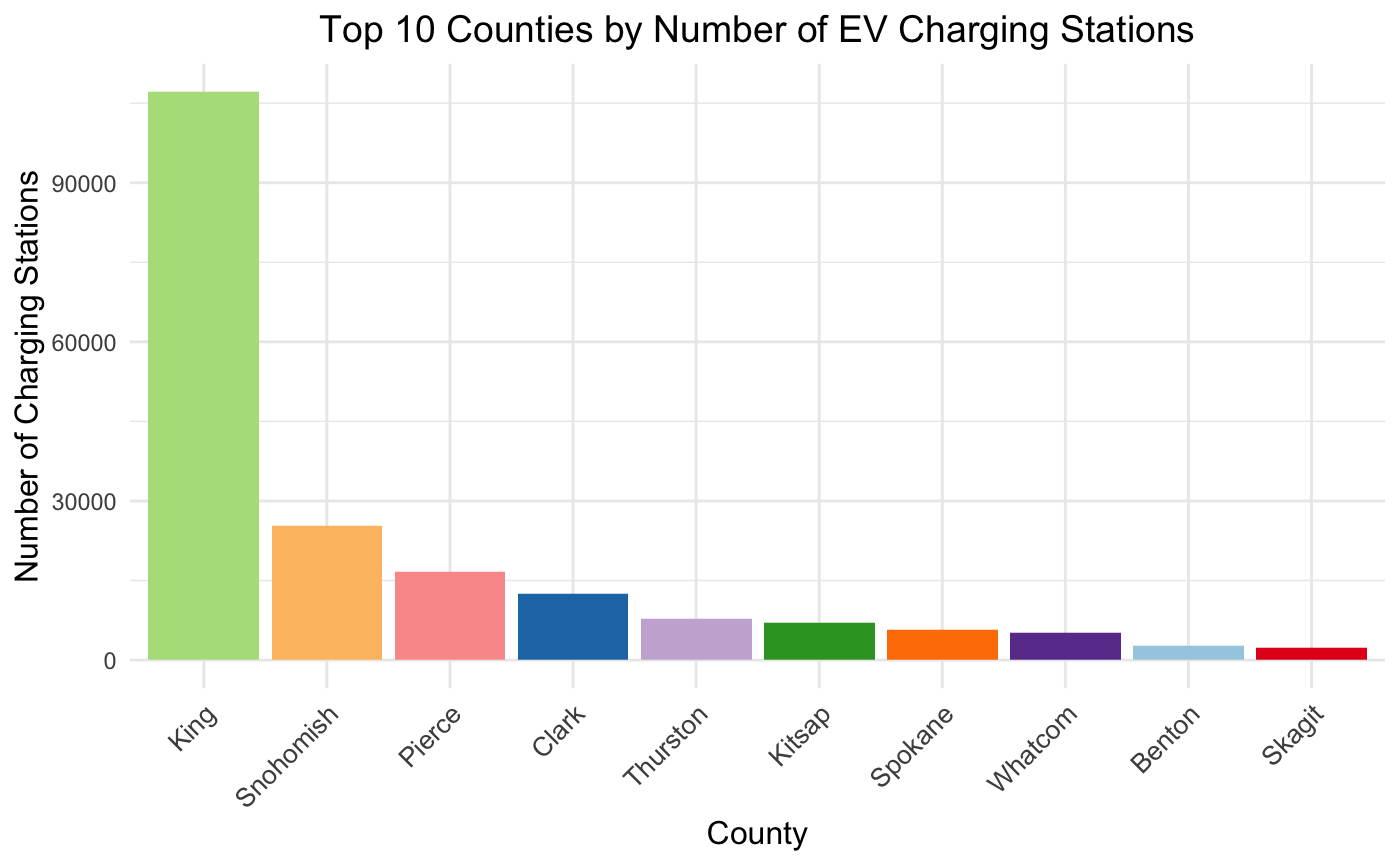 Top 10 Counties by Number of EV Charging Stations
Number of Charging Stations
90000
60000
30000
0
King
Snohomish
Pierce
Clark
Thurston
Kitsap
Spokane
Whatcom
Benton
Skagit
County